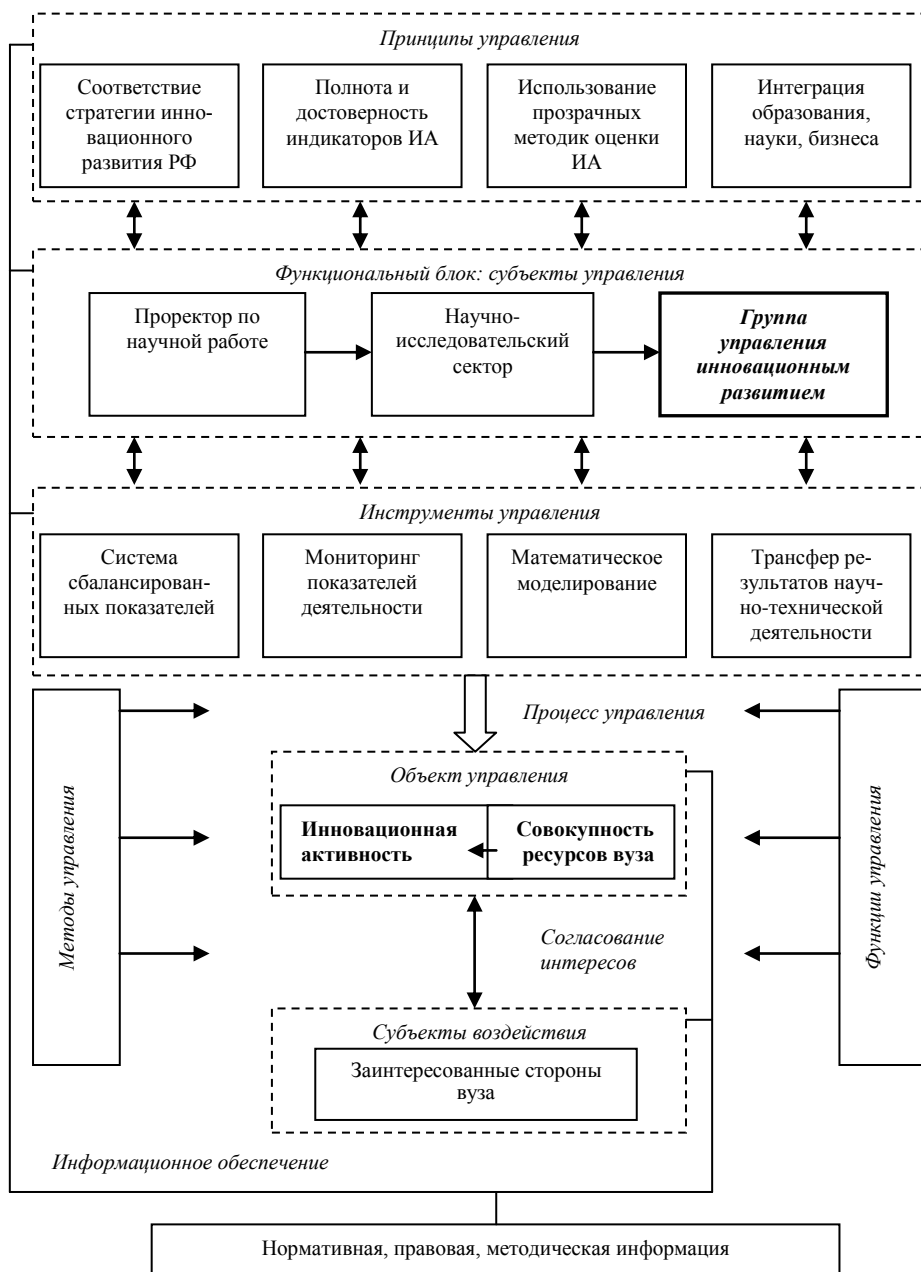 Принципы управления
Соответствие
стратегии инно-
вационного
развития РФ
Полнота и
достоверность
индикаторов ИА
Использование
прозрачных
методик оценки
ИА
Интеграция
образования,
науки, бизнеса
Функциональный блок: субъекты управления
Проректор по
научной работе
Научно-
исследовательский
сектор
Группа
управления
инновационным
развитием
Инструменты управления
Система
сбалансирован-
ных показателей
Мониторинг
показателей
деятельности
Математическое
моделирование
Трансфер ре-
зультатов науч-
но-технической
деятельности
Методы управления
Процесс управления
Функции управления
Объект управления
Инновационная
активность
Совокупность
ресурсов вуза
Согласование
интересов
Субъекты воздействия
Заинтересованные стороны
вуза
Информационное обеспечение
Нормативная, правовая, методическая информация